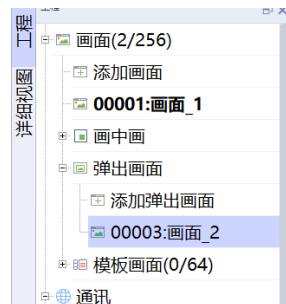 工程
工程
详细视图
画面(2/256)
添加画面
00001:画面_1
画中画
弹出画面
添加弹出画面
00003:画面_2
模板画面(0/64)
通讯